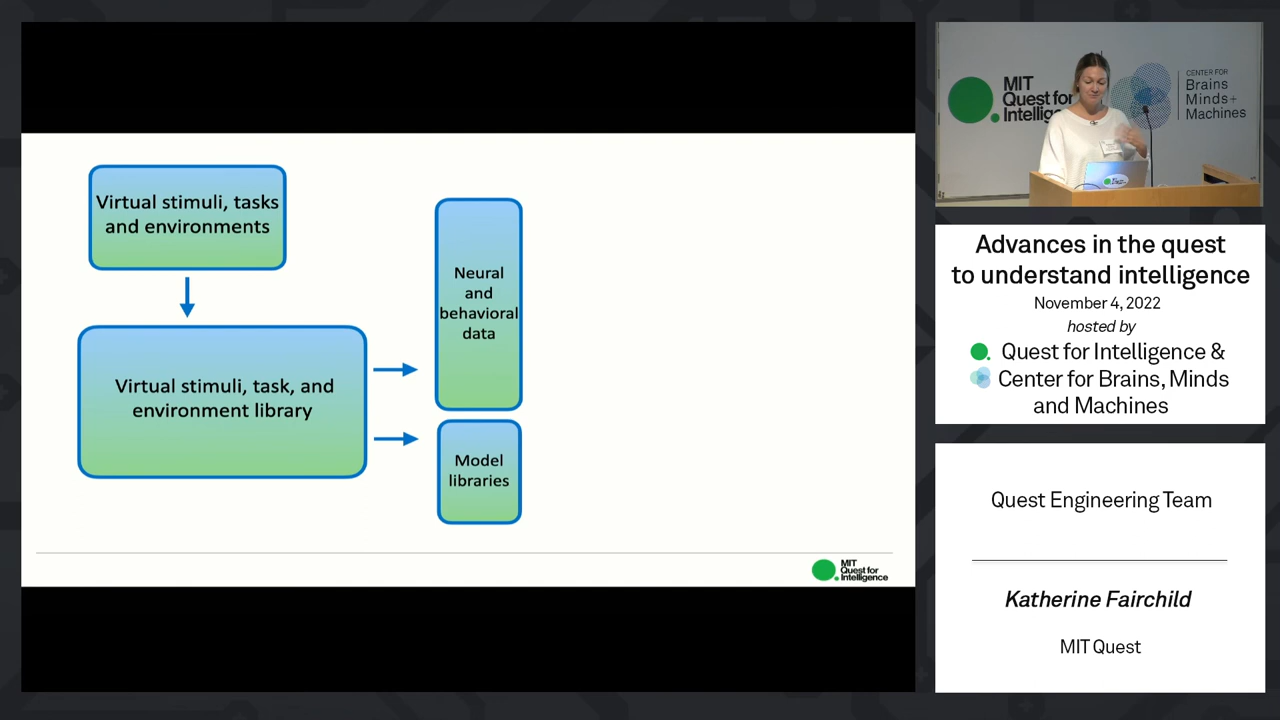 Virtual stimuli, tasks
and environments
Virtual stimuli, task, and
environment library
Neural
and
behavioral
data
Model
libraries
MIT
Quest for
Intelligence
MIT
Quest for
Intellige
CENTER FOR
Brains
Minds+
Machines
Advances in the quest
to understand intelligence
November 4, 2022
hosted by
Quest for Intelligence &
Center for Brains, Minds
and Machines
Quest Engineering Team
Katherine Fairchild
MIT Quest